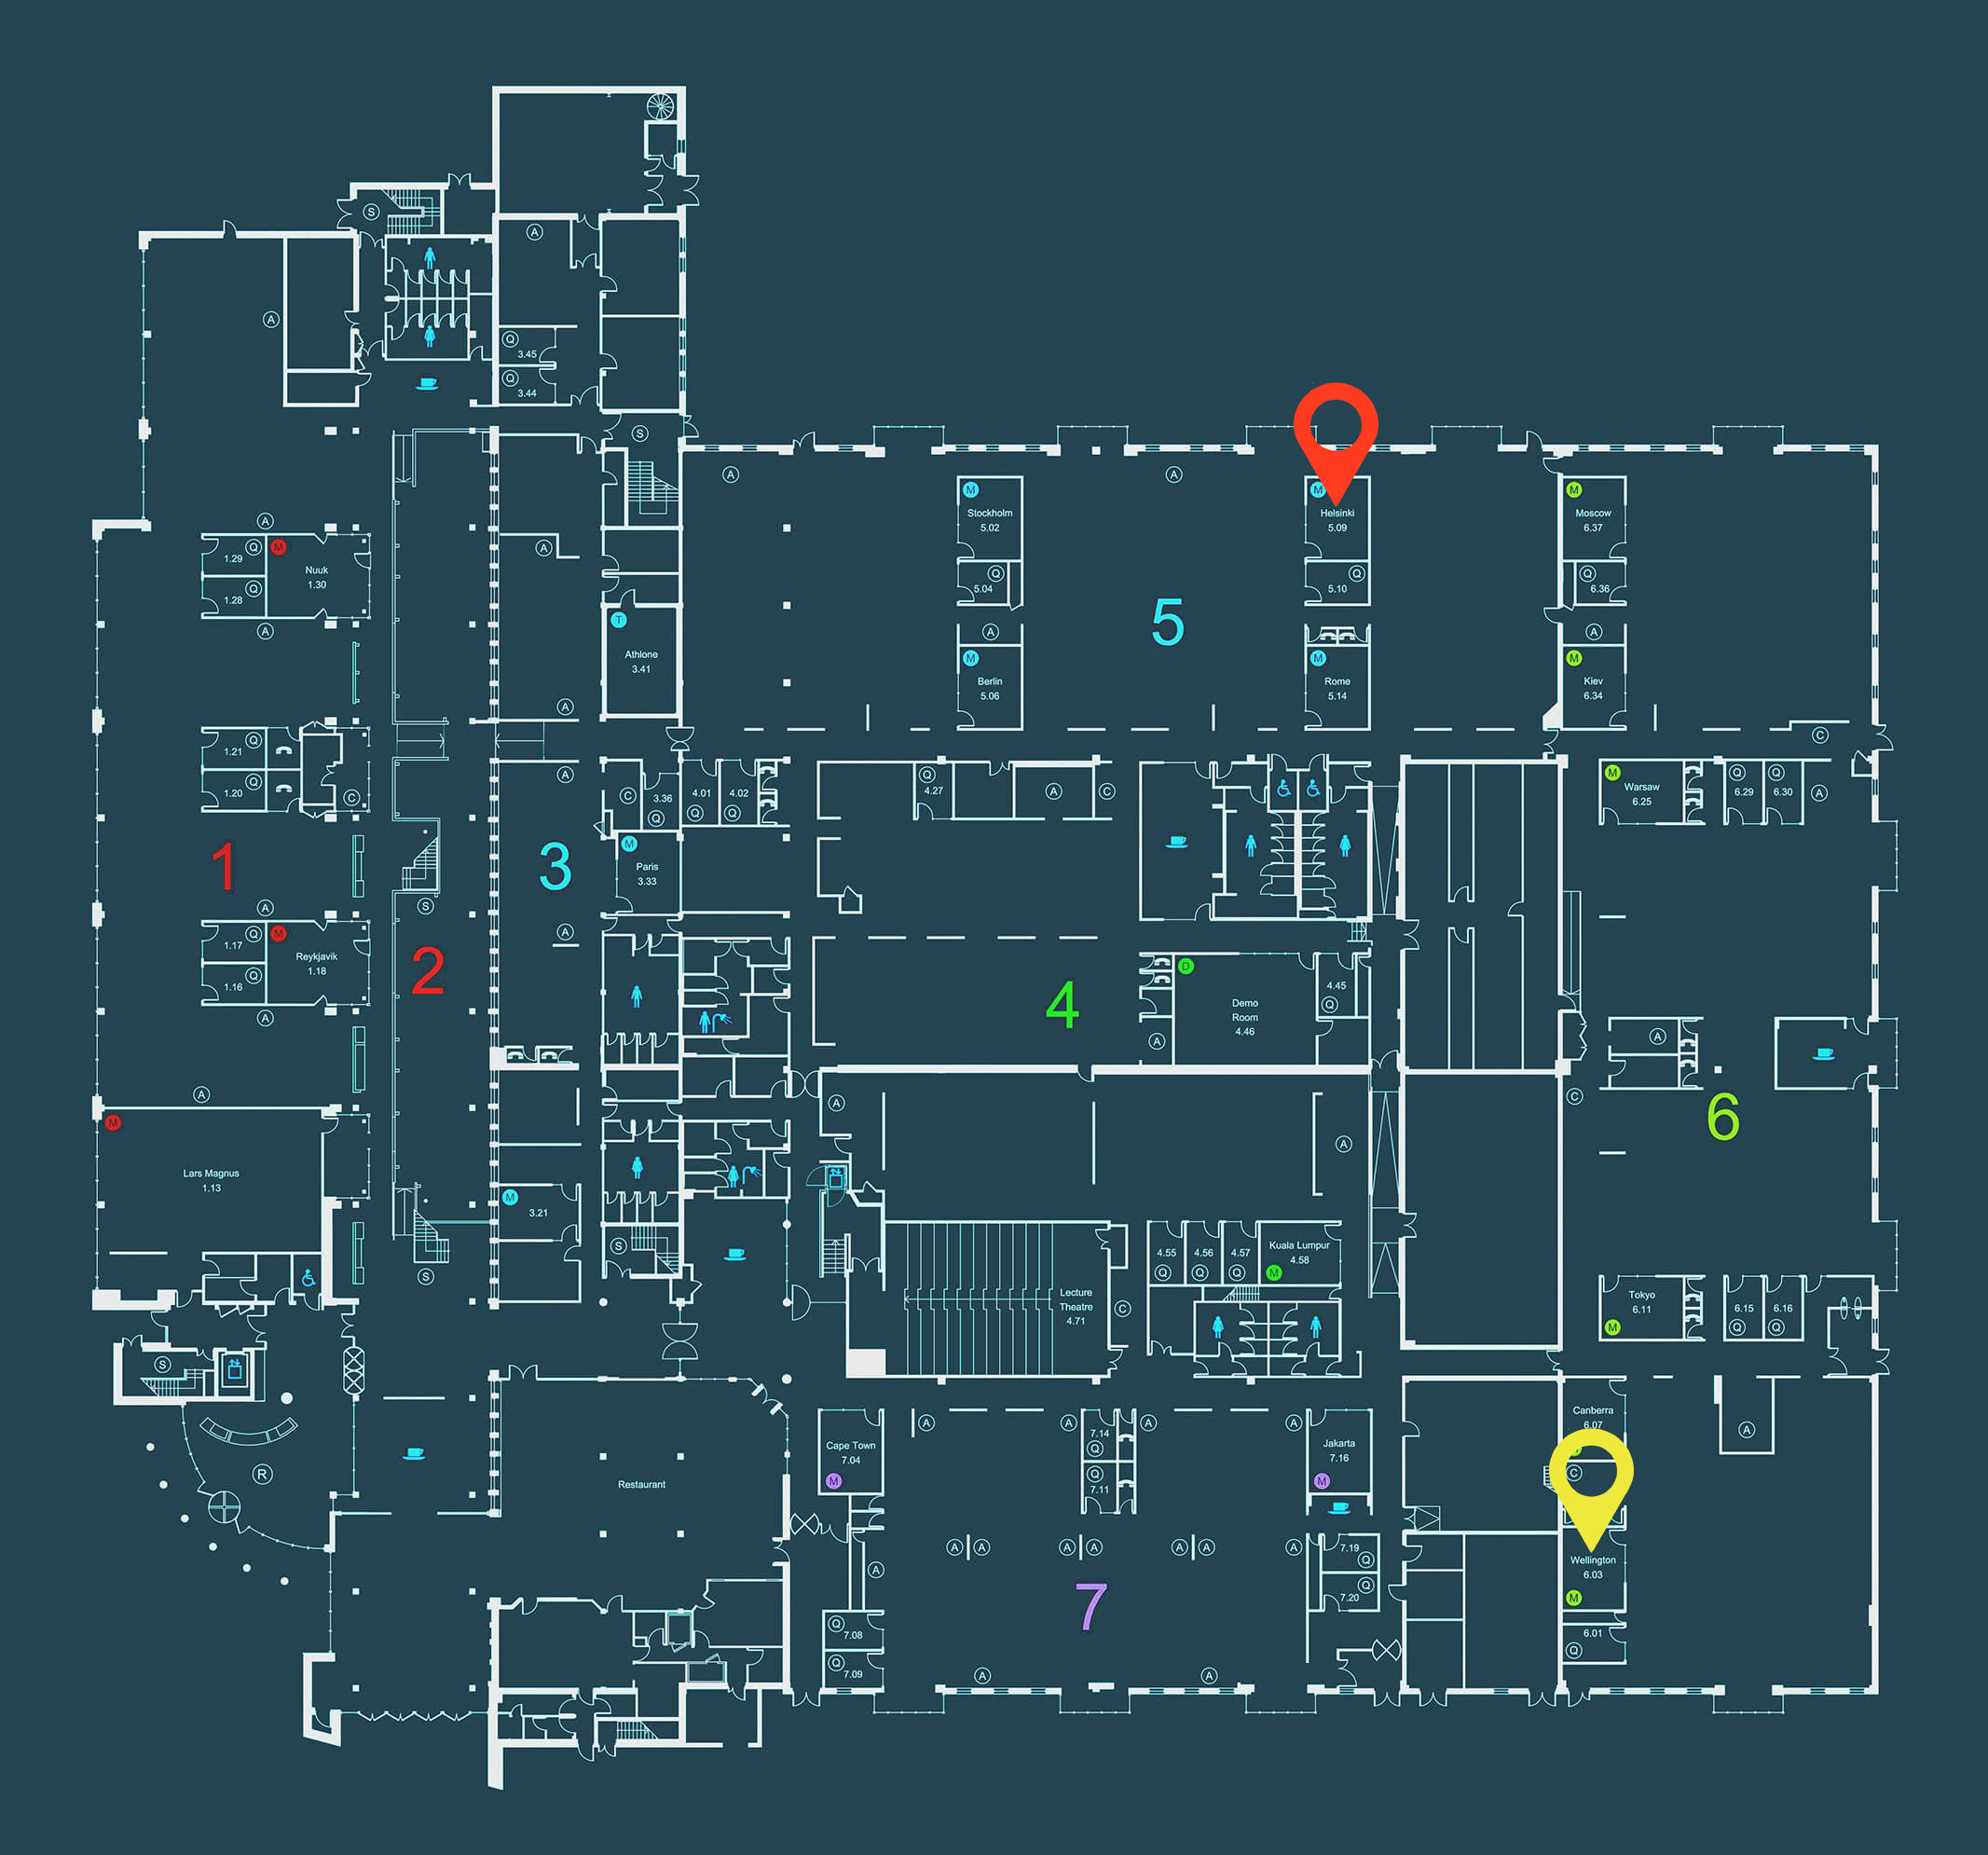 S
A
A
Q
3.45
Q
3.44
S
A
A
M
Stockholm
5.02
M
Helsinki
5.09
M
Moscow
6.37
A
1.29
Q
M
Nuuk
1.30
1.28
Q
A
A
Q
5.04
Q
5.10
Q
6.36
T
Athlone
3.41
5
A
A
M
Berlin
5.06
M
Rome
5.14
M
Kiev
6.34
A
C
1.21
Q
1.20
Q
C
A
C
3.36
Q
4.01
Q
4.02
Q
Q
4.27
A
C
M
Warsaw
6.25
Q
6.29
Q
6.30
A
1
3
M
Paris
3.33
A
S
A
1.17
Q
M
Reykjavik
1.18
1.16
Q
A
2
4
D
Demo
Room
4.46
4.45
Q
A
A
C
6
A
A
A
M
Lars Magnus
1.13
M
3.21
S
S
4.55
Q
4.56
Q
4.57
Q
Kuala Lumpur
4.58
M
Lecture
Theatre
4.71
C
Tokyo
6.11
M
6.15
Q
6.16
Q
S
R
Restaurant
Cape Town
7.04
M
A
A
7.14
Q
Q
7.11
A
A
Jakarta
7.16
M
Canberra
6.07
C
A
A
A
A
A
A
A
A
A
7.19
Q
Q
7.20
Wellington
6.03
M
7
Q
7.08
Q
7.09
A
A
6.01
Q